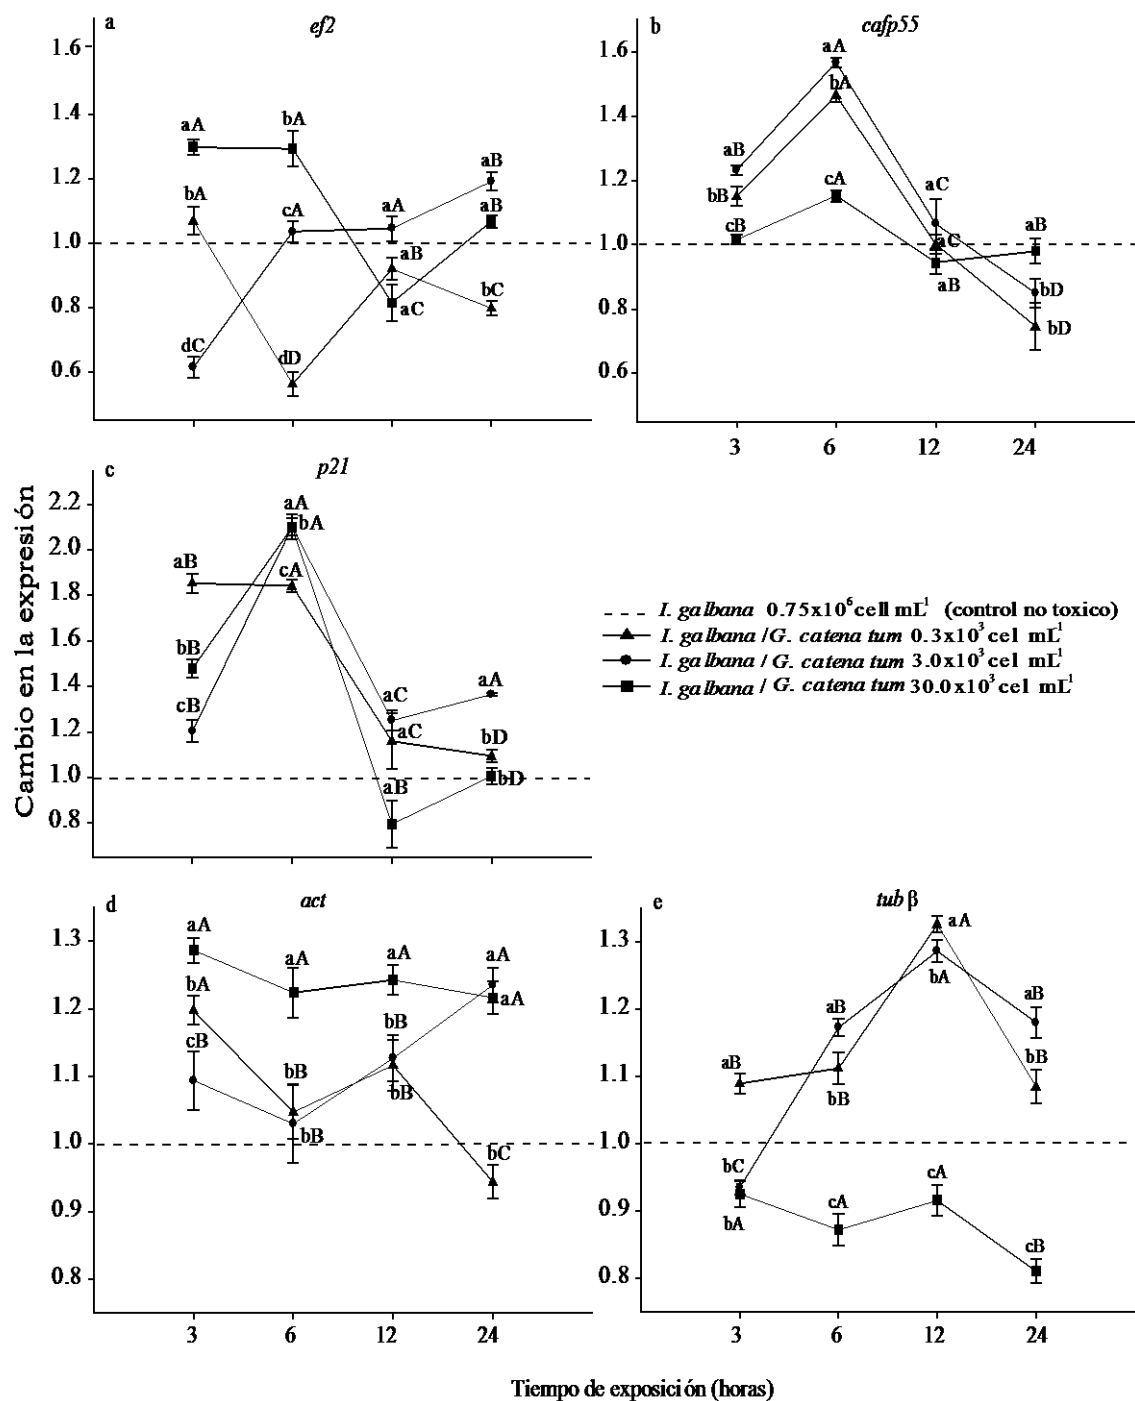 a
ef2
1.6
1.4
1.2
1.0
0.8
0.6
aA
bA
bA
cA
aA
aB
aB
aB
aC
bC
dC
dD
b
cafp55
1.6
1.4
1.2
1.0
0.8
0.6
aA
bA
aB
bB
cA
cB
aC
aC
aB
aB
bD
bD
3 6 12 24
c
p21
2.2
2.0
1.8
1.6
1.4
1.2
1.0
0.8
aA
bA
aB
cA
bB
cB
aC
aC
aA
bD
aB
bD
Cambio en la expresión
I. galbana 0.75x10⁶ cell mL¹ (control no toxico)
I. galbana / G. catena tum 0.3x10³ cel mL¹
I. galbana / G. catena tum 3.0x10³ cel mL¹
I. galbana / G. catena tum 30.0x10³ cel mL¹
d
act
1.3
1.2
1.1
1.0
0.9
0.8
aA
aA
aA
aA
aA
bA
cB
bB
bB
bB
bB
bC
3 6 12 24
e
tub β
1.3
1.2
1.1
1.0
0.9
0.8
aA
bA
aB
aB
aB
bB
bB
bC
bA
cA
cA
cB
3 6 12 24
Tiempo de exposición (horas)